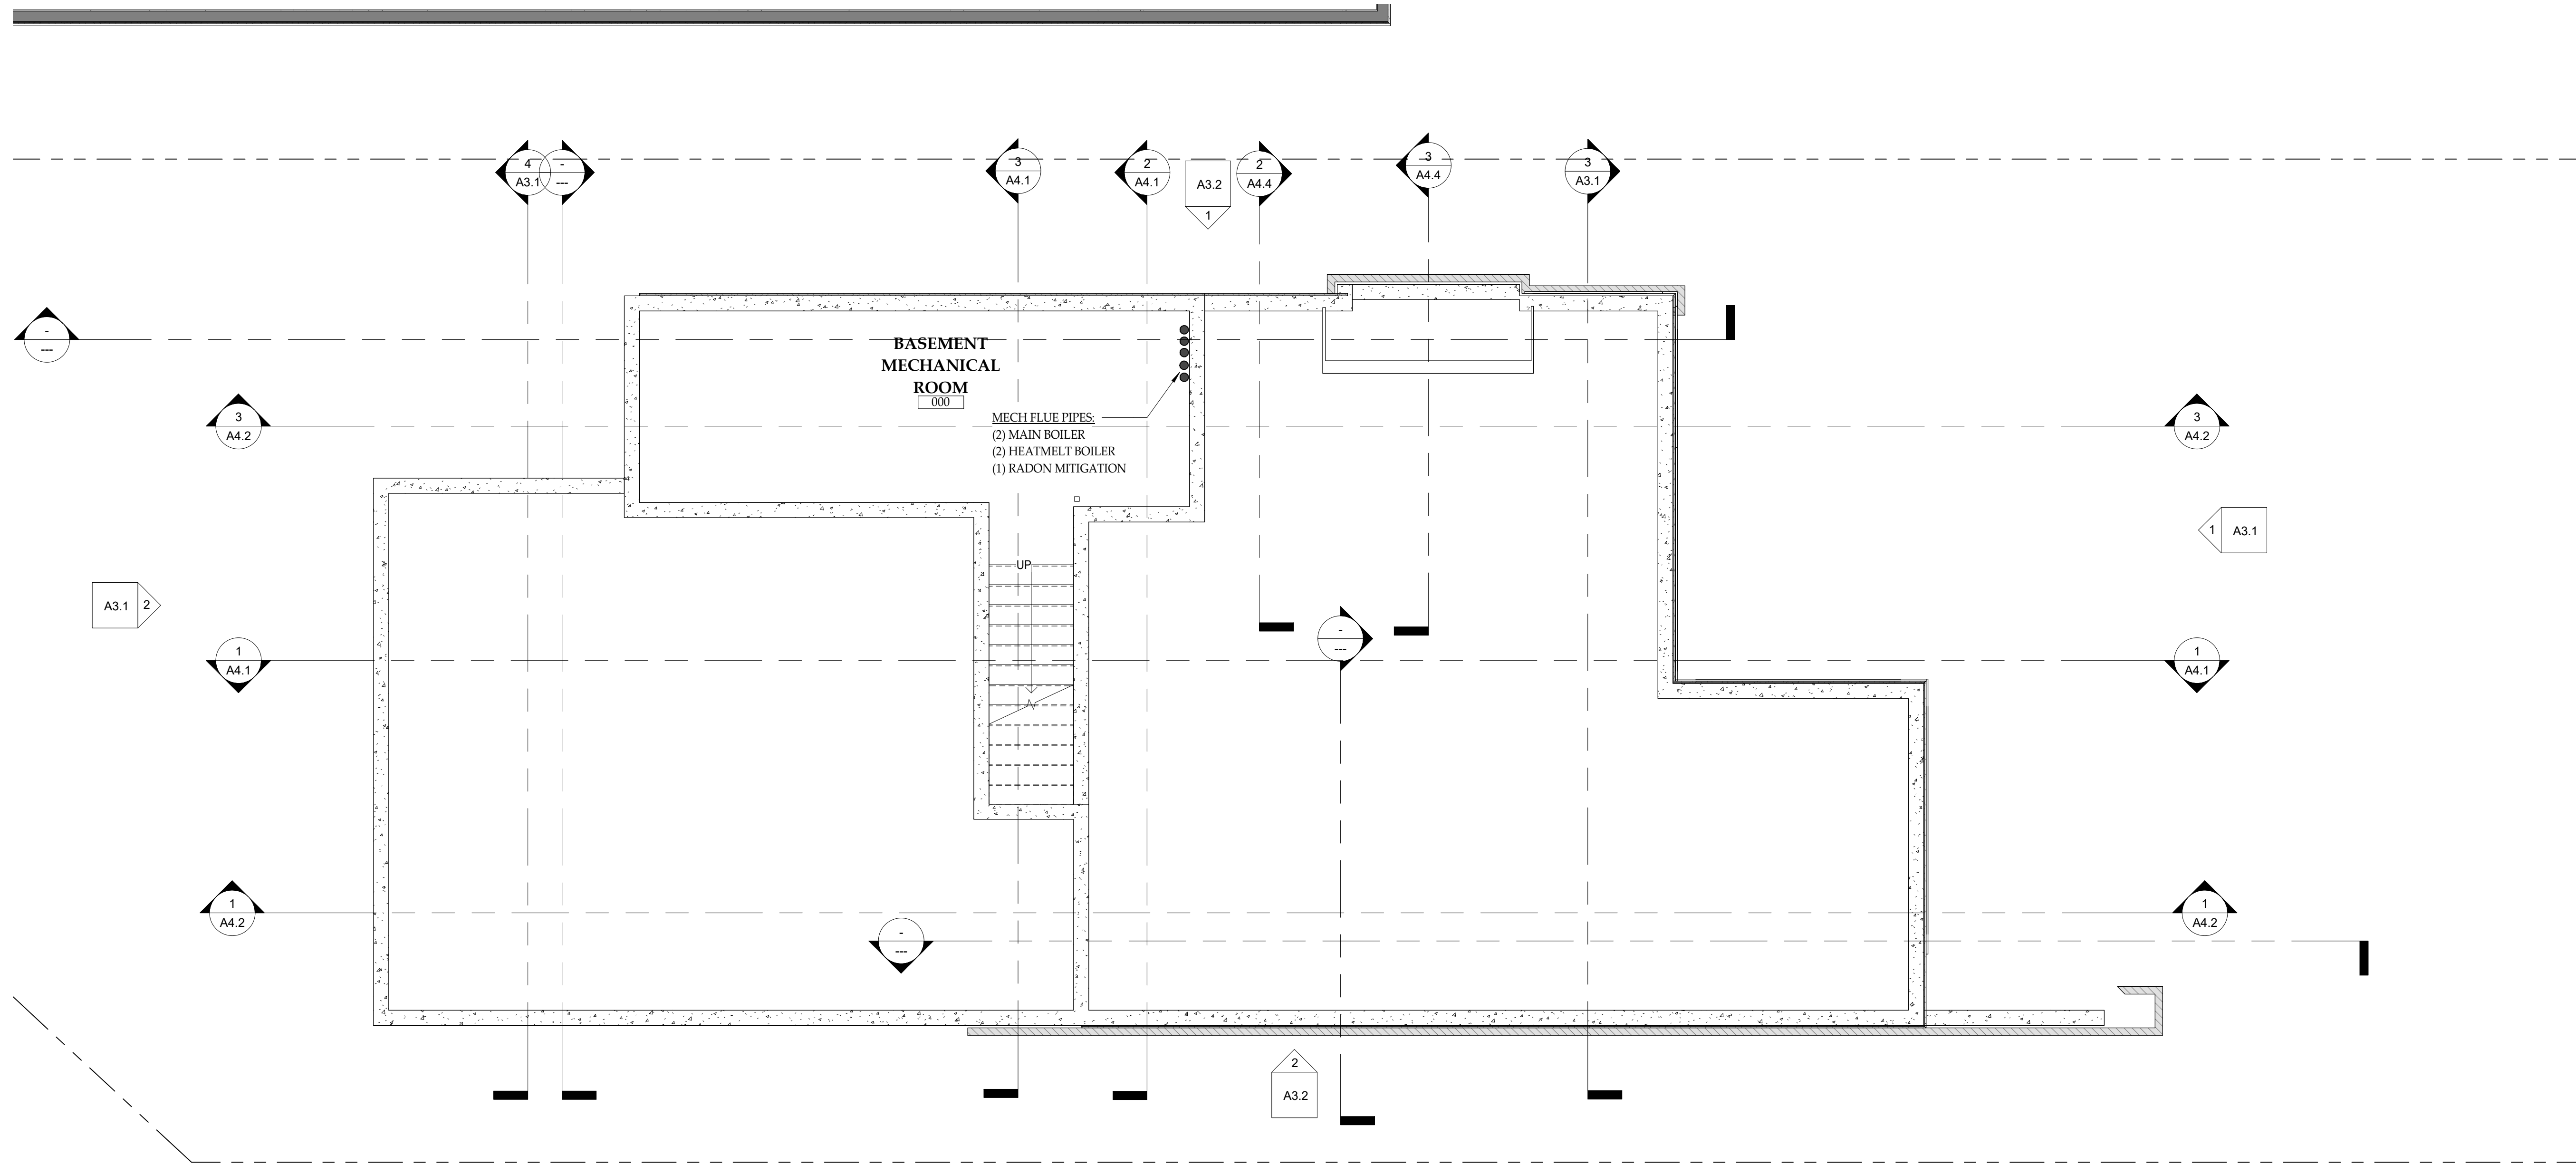 4
A3.1
-
---
3
A4.1
2
A4.1
A3.2
1
2
A4.4
3
A4.4
3
A3.1
-
---
BASEMENT
MECHANICAL
ROOM
000
MECH FLUE PIPES:
(2) MAIN BOILER
(2) HEATMELT BOILER
(1) RADON MITIGATION
3
A4.2
3
A4.2
1
A3.1
UP
A3.1
2
-
---
1
A4.1
1
A4.1
1
A4.2
1
A4.2
-
---
2
A3.2